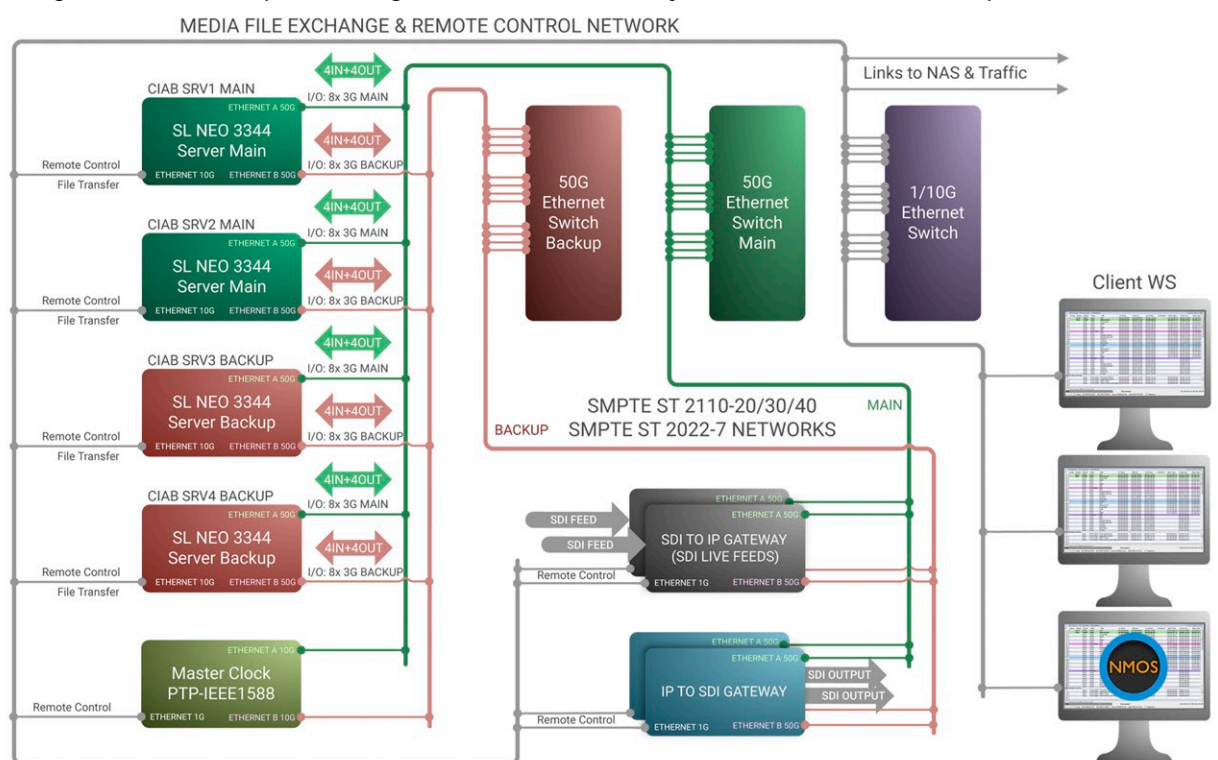 MEDIA FILE EXCHANGE & REMOTE CONTROL NETWORK
Links to NAS & Traffic
CIAB SRV1 MAIN
4IN+4OUT
ETHERNET A 50G
I/O: 8x 3G MAIN
SL NEO 3344
Server Main
4IN+4OUT
Remote Control
I/O: 8x 3G BACKUP
ETHERNET 10G
ETHERNET B 50G
File Transfer
CIAB SRV2 MAIN
4IN+4OUT
ETHERNET A 50G
I/O: 8x 3G MAIN
SL NEO 3344
Server Main
4IN+4OUT
Remote Control
I/O: 8x 3G BACKUP
ETHERNET 10G
ETHERNET B 50G
File Transfer
CIAB SRV3 BACKUP
4IN+4OUT
ETHERNET A 50G
I/O: 8x 3G MAIN
SL NEO 3344
Server Backup
4IN+4OUT
Remote Control
I/O: 8x 3G BACKUP
ETHERNET 10G
ETHERNET B 50G
File Transfer
CIAB SRV4 BACKUP
4IN+4OUT
ETHERNET A 50G
I/O: 8x 3G MAIN
SL NEO 3344
Server Backup
4IN+4OUT
Remote Control
I/O: 8x 3G BACKUP
ETHERNET 10G
ETHERNET B 50G
File Transfer
ETHERNET A 10G
Master Clock
PTP-IEEE1588
Remote Control
ETHERNET 1G
ETHERNET B 10G
50G
Ethernet
Switch
Backup
50G
Ethernet
Switch
Main
1/10G
Ethernet
Switch
Client WS
SMPTE ST 2110-20/30/40
MAIN
BACKUP
SMPTE ST 2022-7 NETWORKS
ETHERNET A 50G
ETHERNET A 50G
SDI FEED
SDI FEED
SDI TO IP GATEWAY
(SDI LIVE FEEDS)
Remote Control
ETHERNET 1G
ETHERNET B 50G
ETHERNET A 50G
ETHERNET A 50G
SDI OUTPUT
SDI OUTPUT
IP TO SDI GATEWAY
Remote Control
ETHERNET 1G
ETHERNET B 50G
NMOS